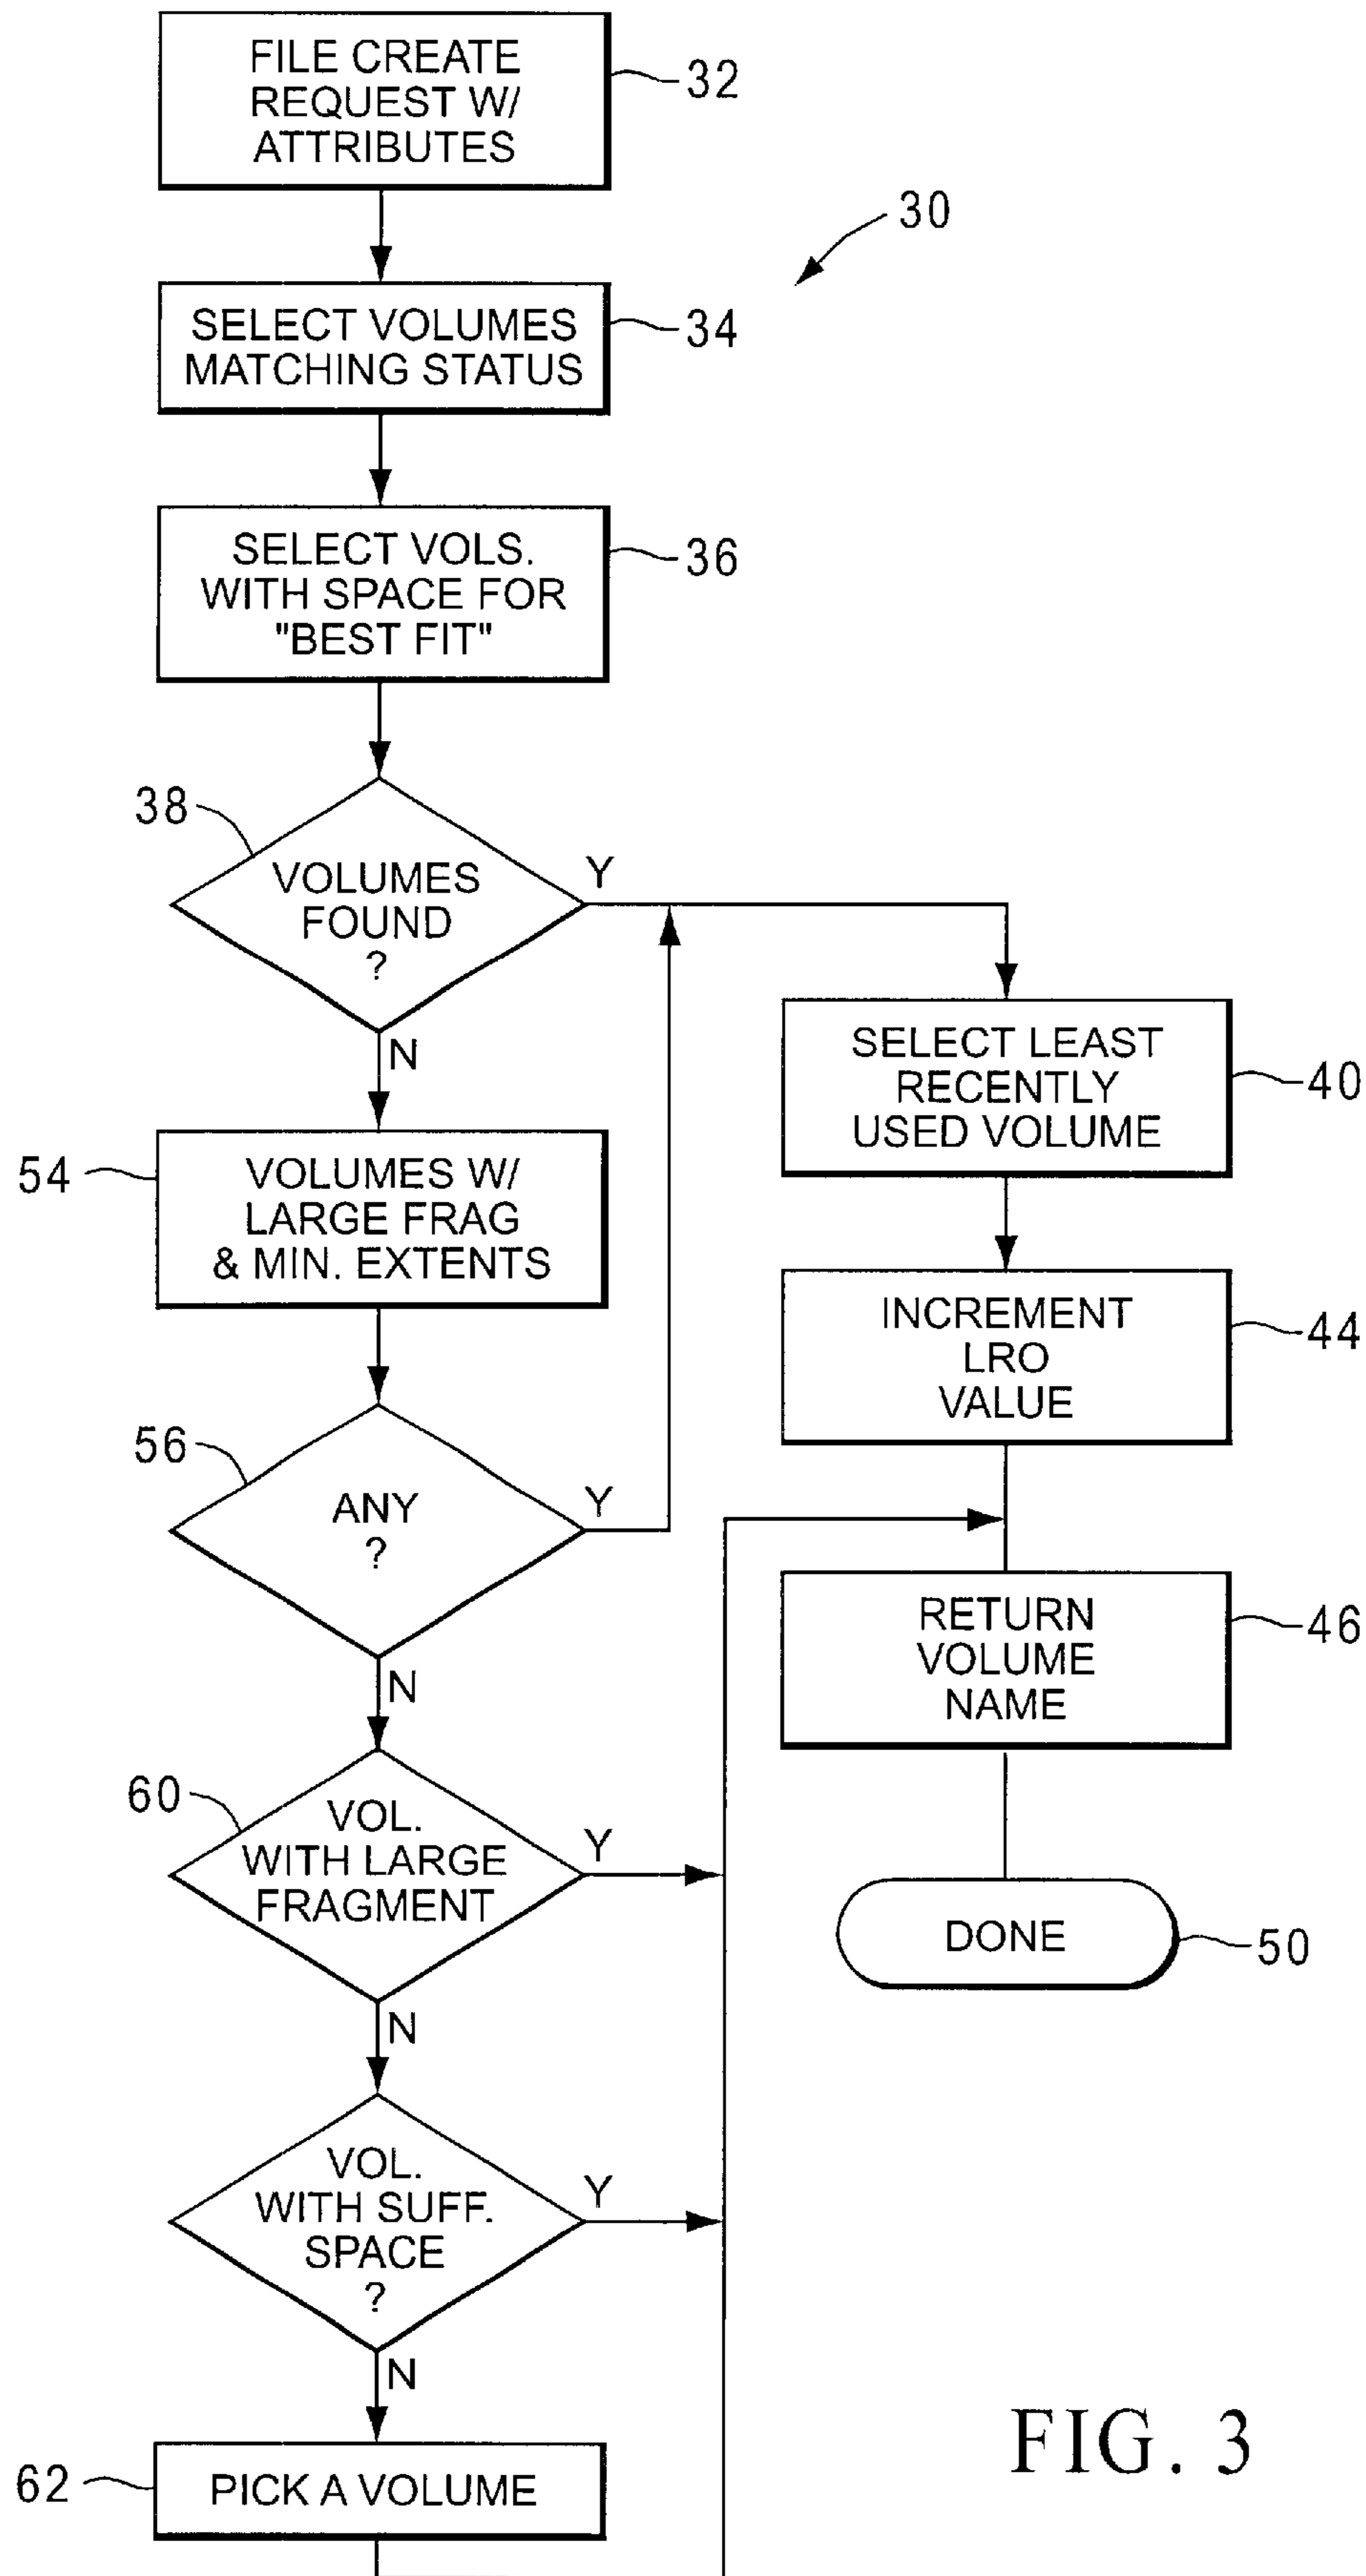 FILE CREATE
REQUEST W/
ATTRIBUTES
32
30
SELECT VOLUMES
MATCHING STATUS
34
SELECT VOLS.
WITH SPACE FOR
"BEST FIT"
36
38
VOLUMES
FOUND
?
Y
N
SELECT LEAST
RECENTLY
USED VOLUME
40
54
VOLUMES W/
LARGE FRAG
& MIN. EXTENTS
INCREMENT
LRO
VALUE
44
56
ANY
?
Y
N
RETURN
VOLUME
NAME
46
60
VOL.
WITH LARGE
FRAGMENT
Y
N
DONE
50
VOL.
WITH SUFF.
SPACE
?
Y
N
62
PICK A VOLUME
FIG. 3